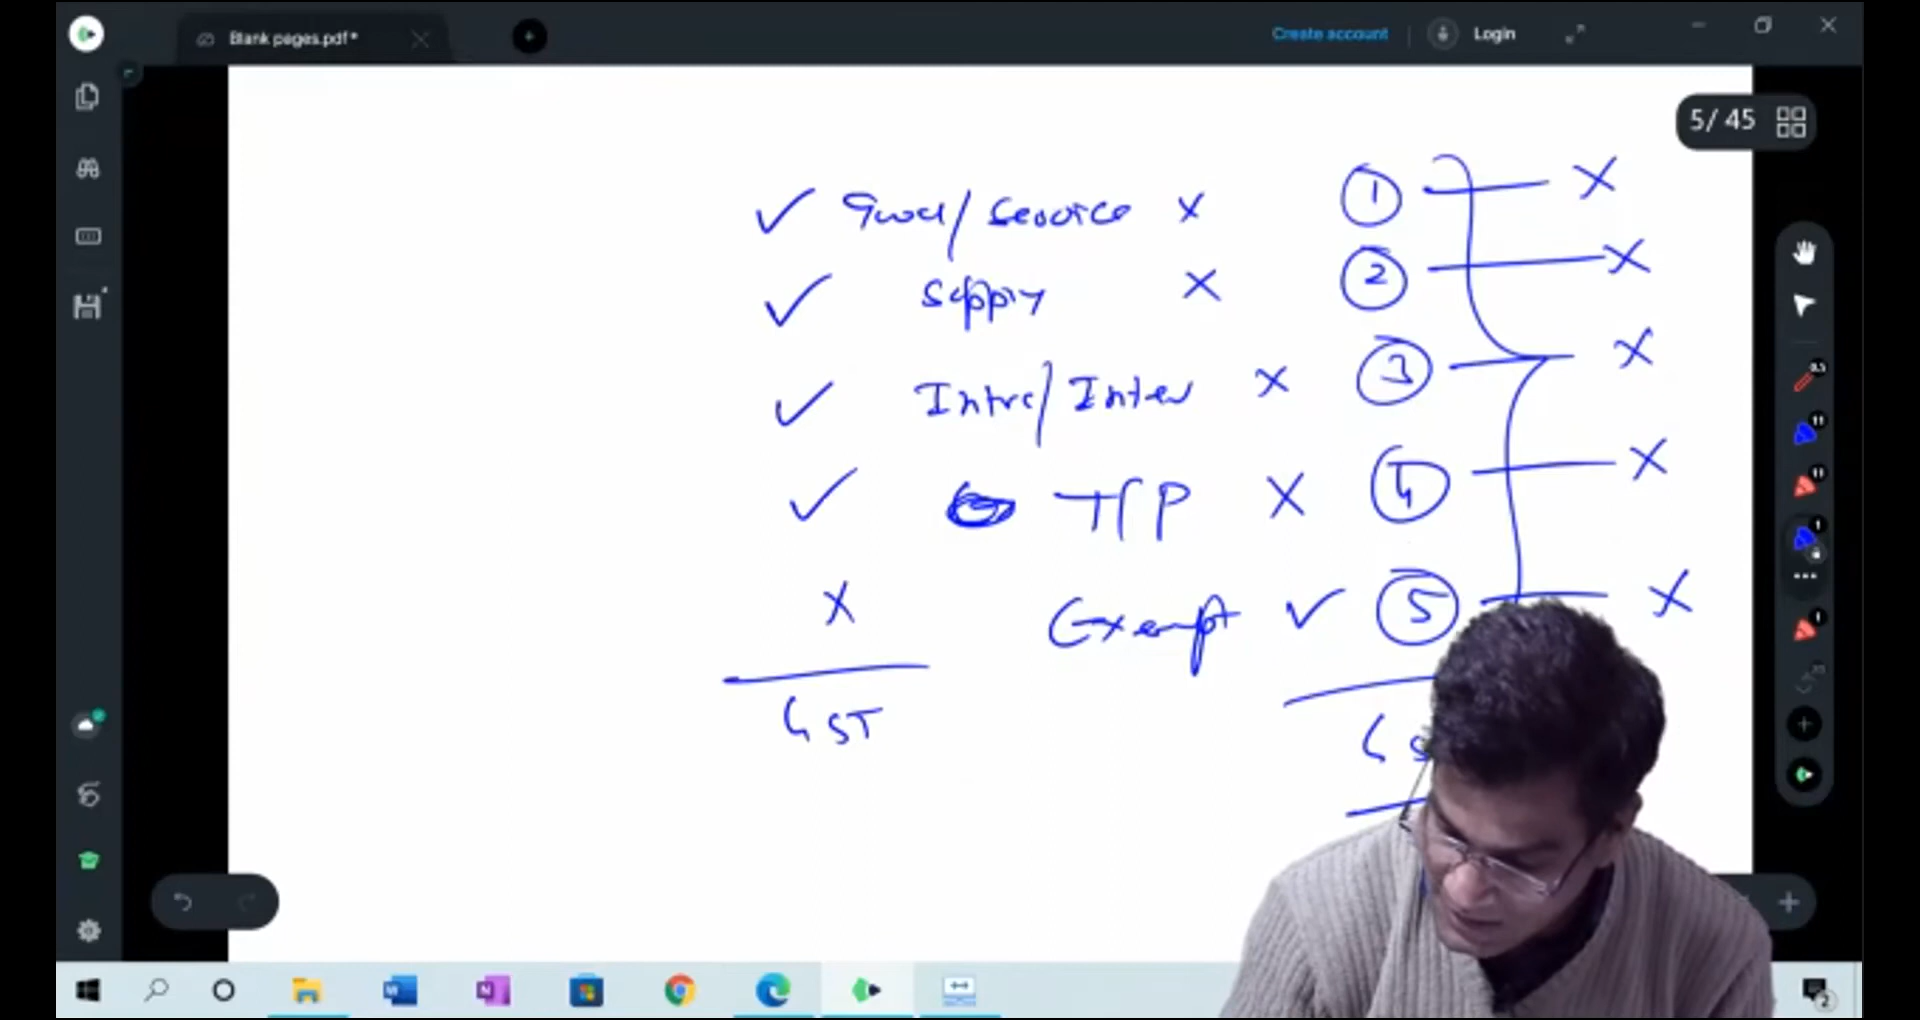 Blank pages.pdf*
Create account
Login
5/ 45
✓ Good/Service X ① X
✓ Supply X ② X
✓ Intra/Inter X ③ X
✓ X ④ X
X Exempt ✓ ⑤ X
GST